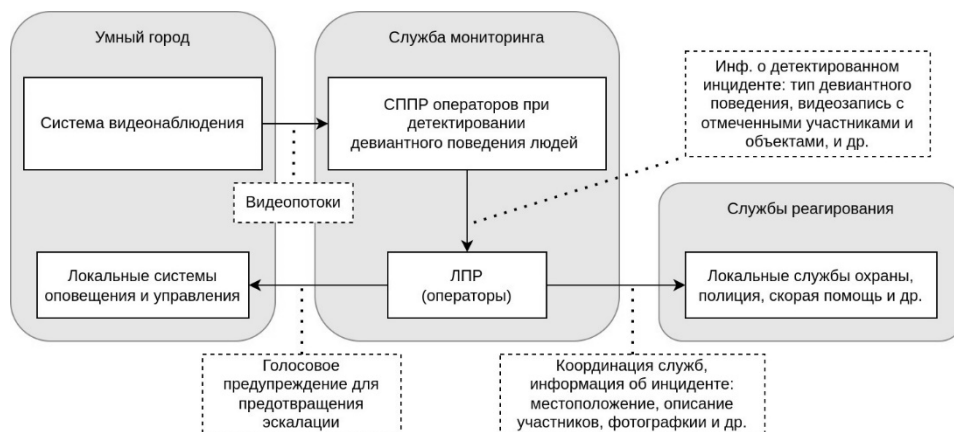 Умный город
Служба мониторинга
Инф. о детектированном
инциденте: тип девиантного
поведения, видеозапись с
отмеченными участниками и
объектами, и др.
Система видеонаблюдения
СППР операторов при
детектировании
девиантного поведения людей
Видеопотоки
Службы реагирования
Локальные системы
оповещения и управления
ЛПР
(операторы)
Локальные службы охраны,
полиция, скорая помощь и др.
Голосовое
предупреждение для
предотвращения
эскалации
Координация служб,
информация об инциденте:
местоположение, описание
участников, фотографкии и др.